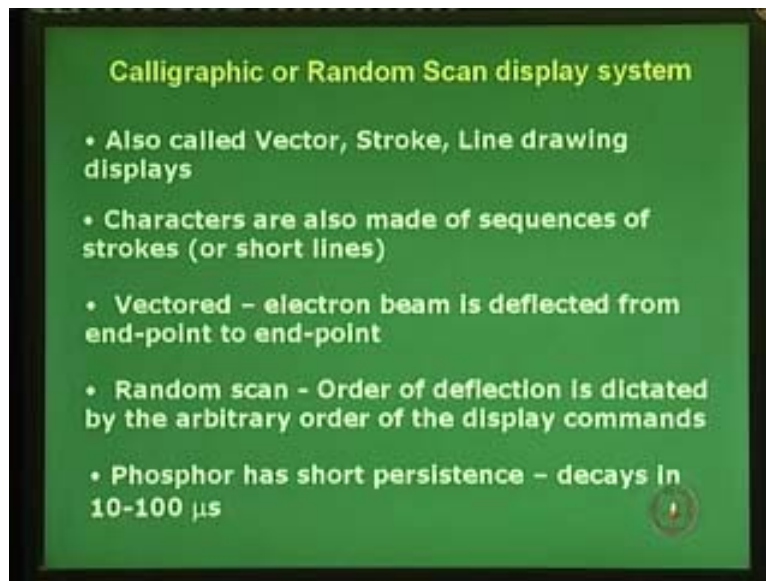 Calligraphic or Random Scan display system
• Also called Vector, Stroke, Line drawing
displays
• Characters are also made of sequences of
strokes (or short lines)
• Vectored – electron beam is deflected from
end-point to end-point
• Random scan - Order of deflection is dictated
by the arbitrary order of the display commands
• Phosphor has short persistence – decays in
10-100 μs